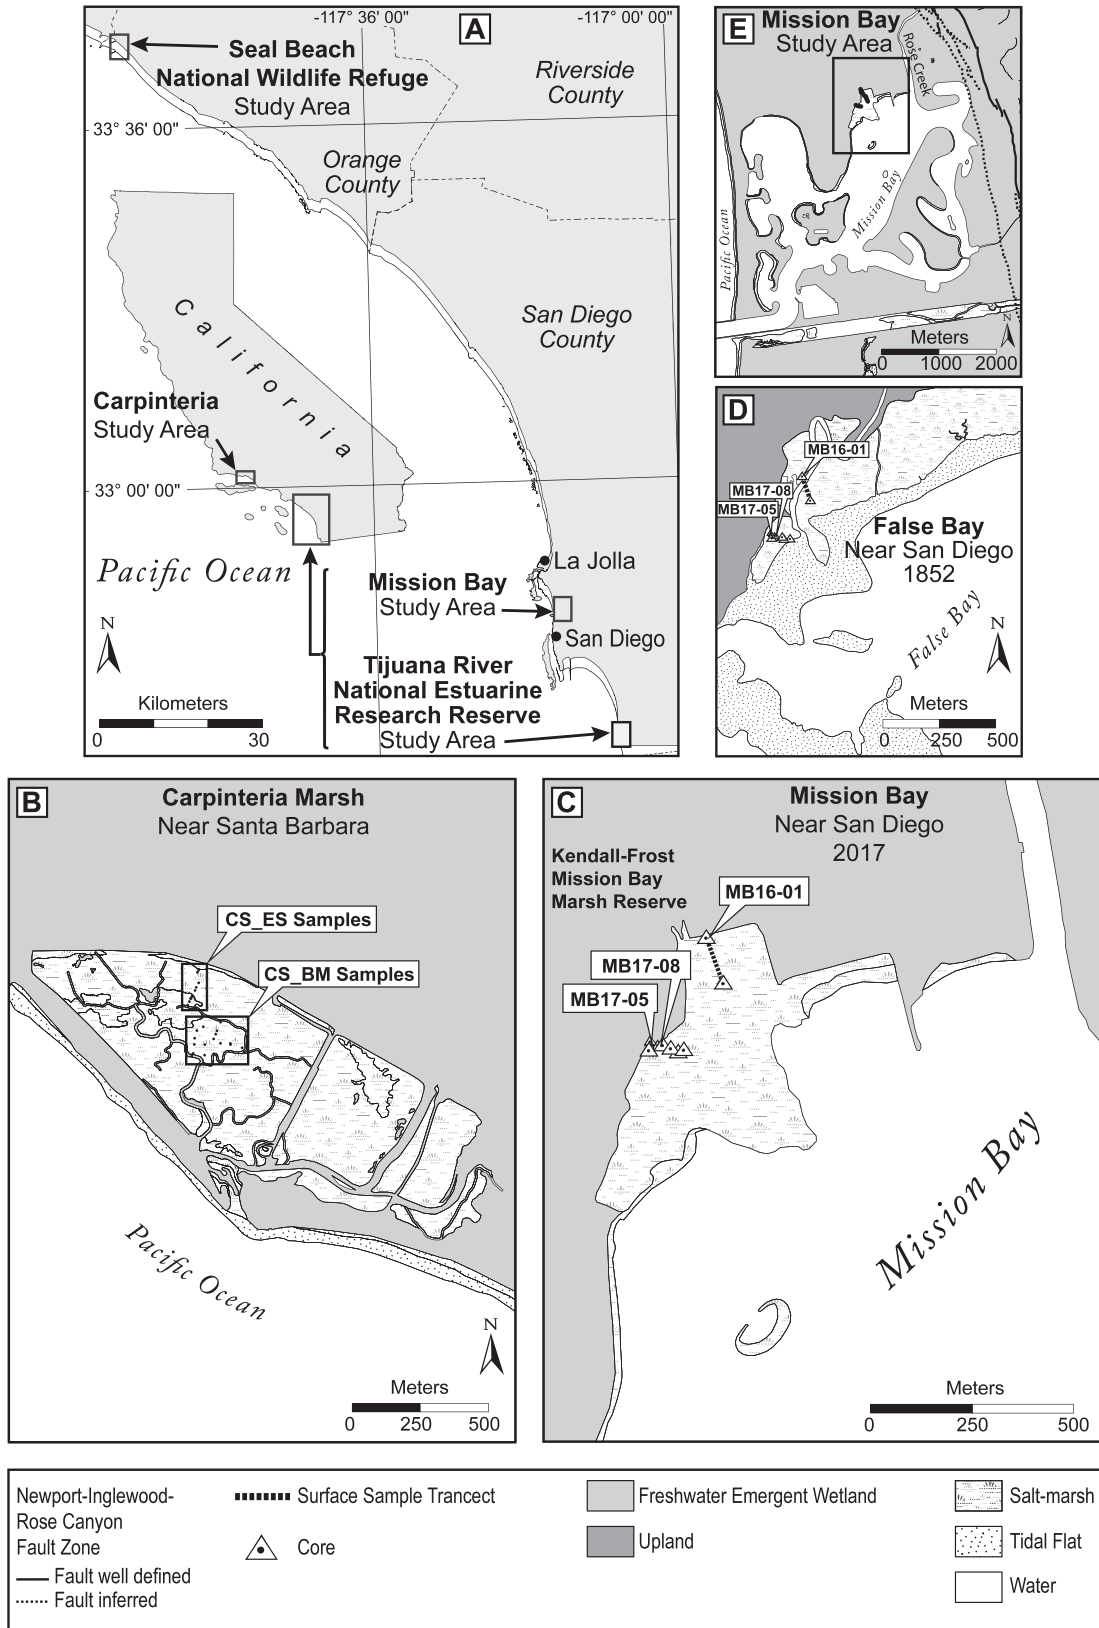 -117° 36' 00"
-117° 00' 00"
A
Seal Beach
National Wildlife Refuge
Study Area
Riverside
County
33° 36' 00"
Orange
County
California
San Diego
County
Carpinteria
Study Area
33° 00' 00"
Pacific Ocean
La Jolla
Mission Bay
Study Area
San Diego
N
Tijuana River
National Estuarine
Research Reserve
Study Area
Kilometers
0 30
E
Mission Bay
Study Area
Rose Creek
Mission Bay
Pacific Ocean
N
Meters
0 1000 2000
D
MB16-01
MB17-08
MB17-05
False Bay
Near San Diego
1852
False Bay
N
Meters
0 250 500
B
Carpinteria Marsh
Near Santa Barbara
CS_ES Samples
CS_BM Samples
Pacific Ocean
N
Meters
0 250 500
C
Mission Bay
Near San Diego
2017
Kendall-Frost
Mission Bay
Marsh Reserve
MB16-01
MB17-08
MB17-05
Mission Bay
Meters
0 250 500
Newport-Inglewood-
Rose Canyon
Fault Zone
Fault well defined
Fault inferred
Surface Sample Trancect
Core
Freshwater Emergent Wetland
Upland
Salt-marsh
Tidal Flat
Water